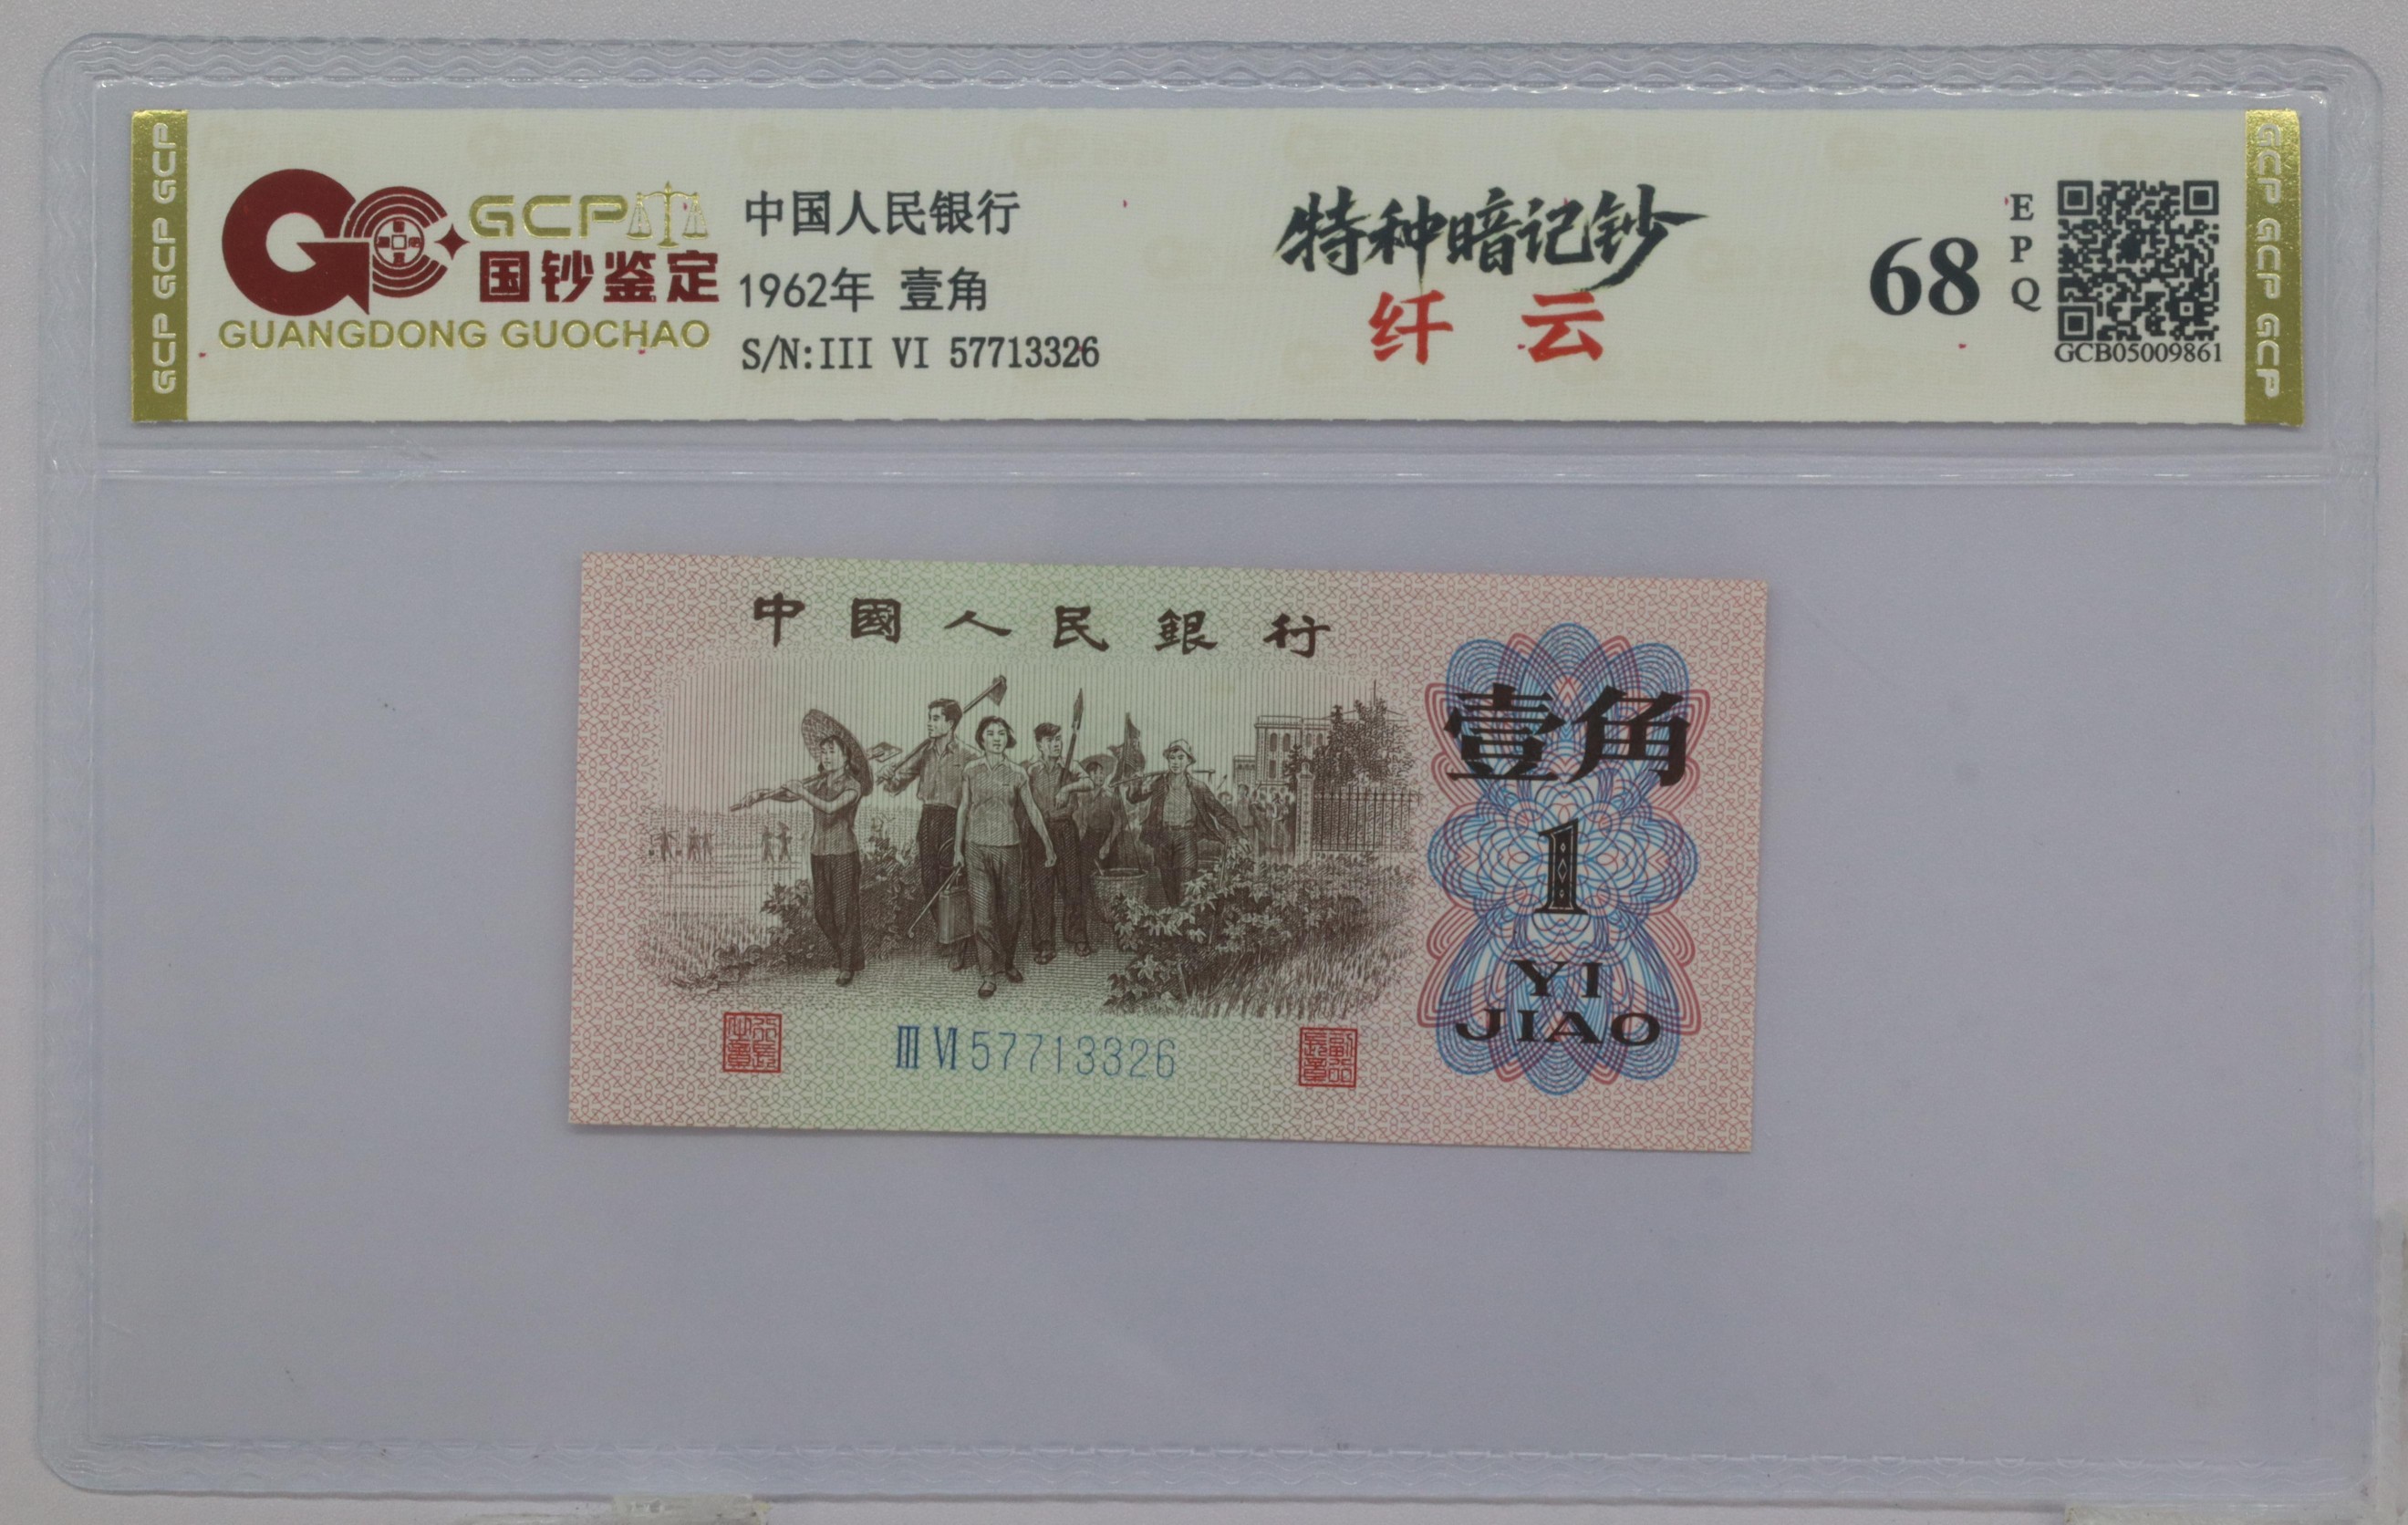 GCP GCP GCP
GCP
国钞鉴定
GUANGDONG GUOCHAO
中国人民银行
1962年 壹角
S/N:III VI 57713326
特种暗记钞
纤云
68
EPQ
GCB05009861
GCP GCP GCP
中國人民銀行
壹角
1
YI
JIAO
III VI 57713326